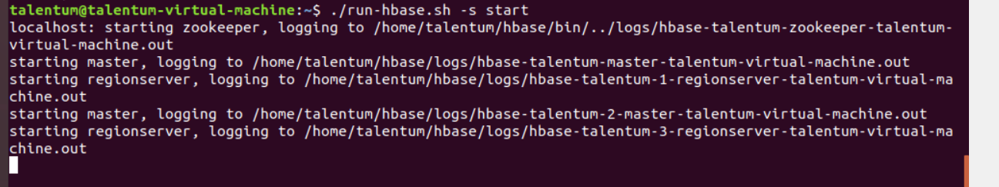 talentum@talentum-virtual-machine:~$ ./run-hbase.sh -s start
localhost: starting zookeeper, logging to /home/talentum/hbase/bin/../logs/hbase-talentum-zookeeper-talentum-
virtual-machine.out
starting master, logging to /home/talentum/hbase/logs/hbase-talentum-master-talentum-virtual-machine.out
starting regionserver, logging to /home/talentum/hbase/logs/hbase-talentum-1-regionserver-talentum-virtual-ma
chine.out
starting master, logging to /home/talentum/hbase/logs/hbase-talentum-2-master-talentum-virtual-machine.out
starting regionserver, logging to /home/talentum/hbase/logs/hbase-talentum-3-regionserver-talentum-virtual-ma
chine.out